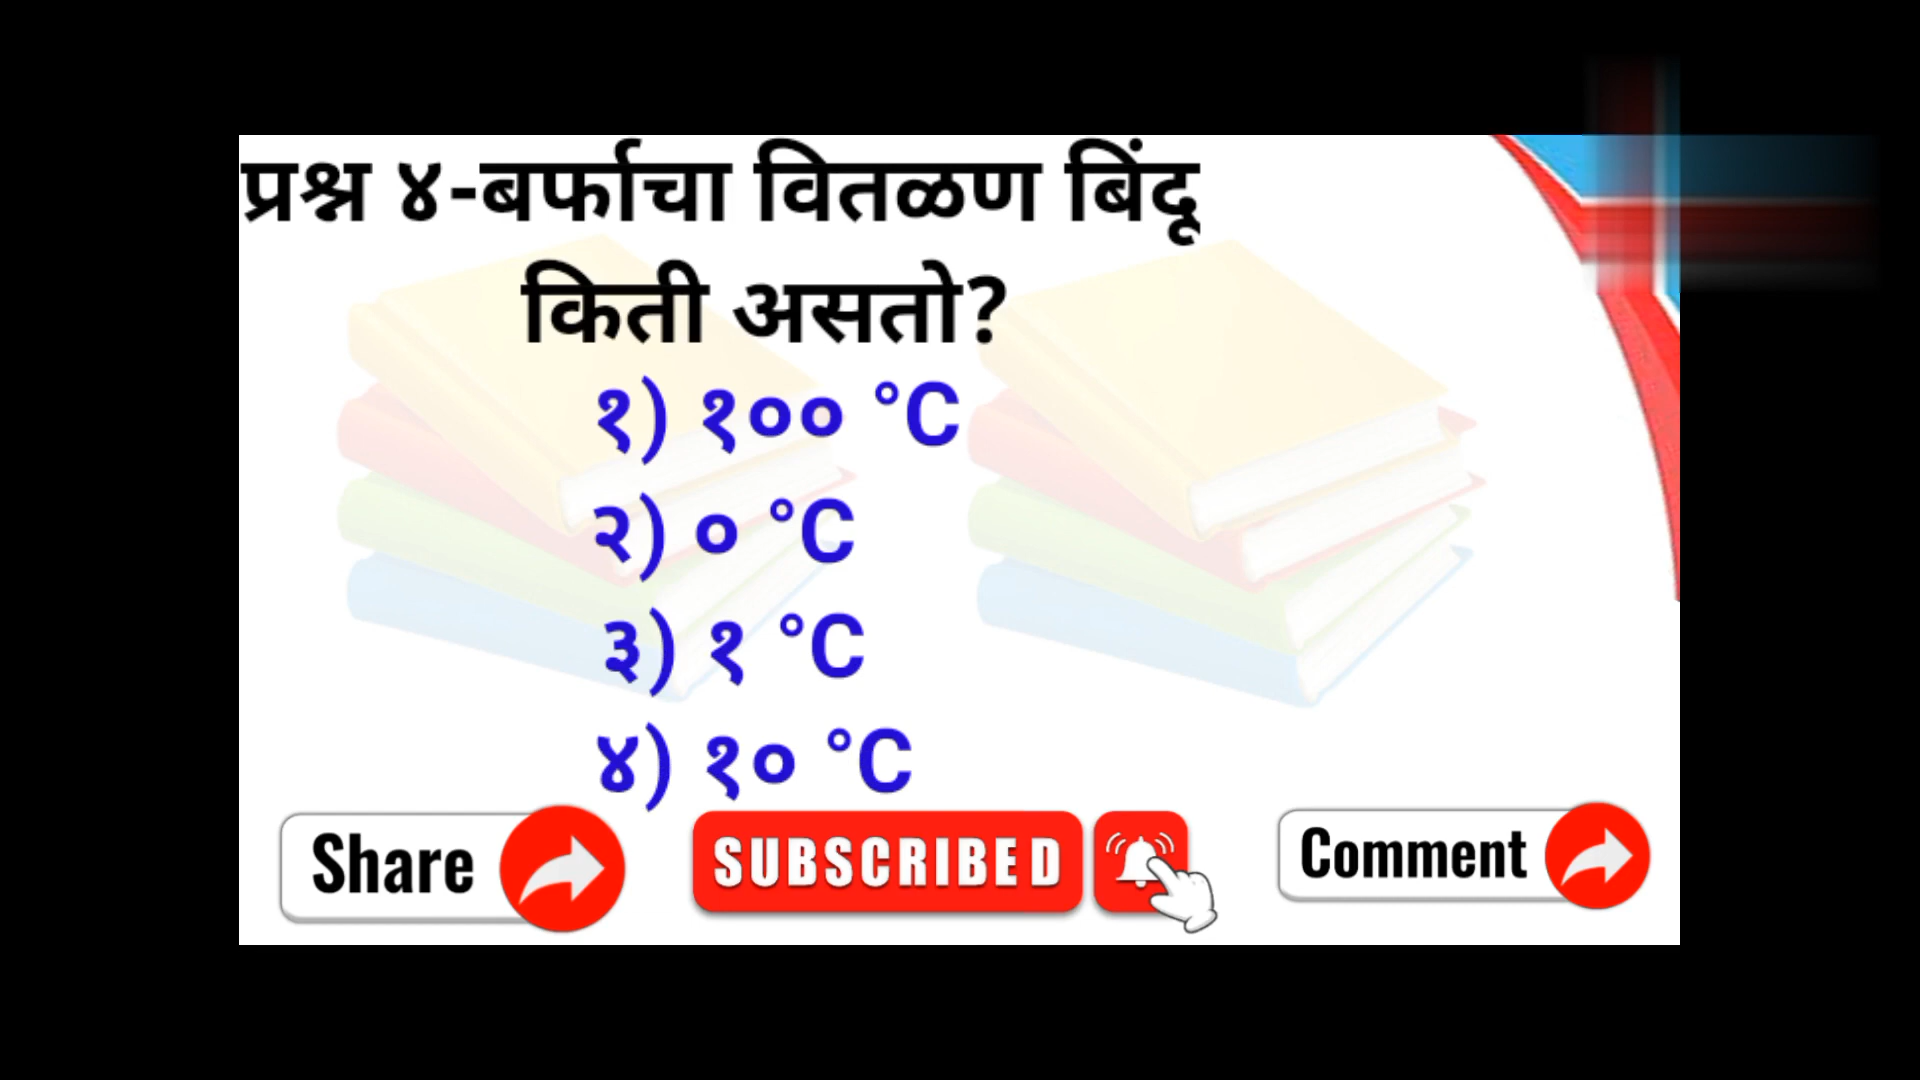 प्रश्न ४-बर्फाचा वितळण बिंदू
किती असतो?
१) १०० °C
२) ० °C
३) १ °C
४) १० °C
Share
SUBSCRIBED
Comment